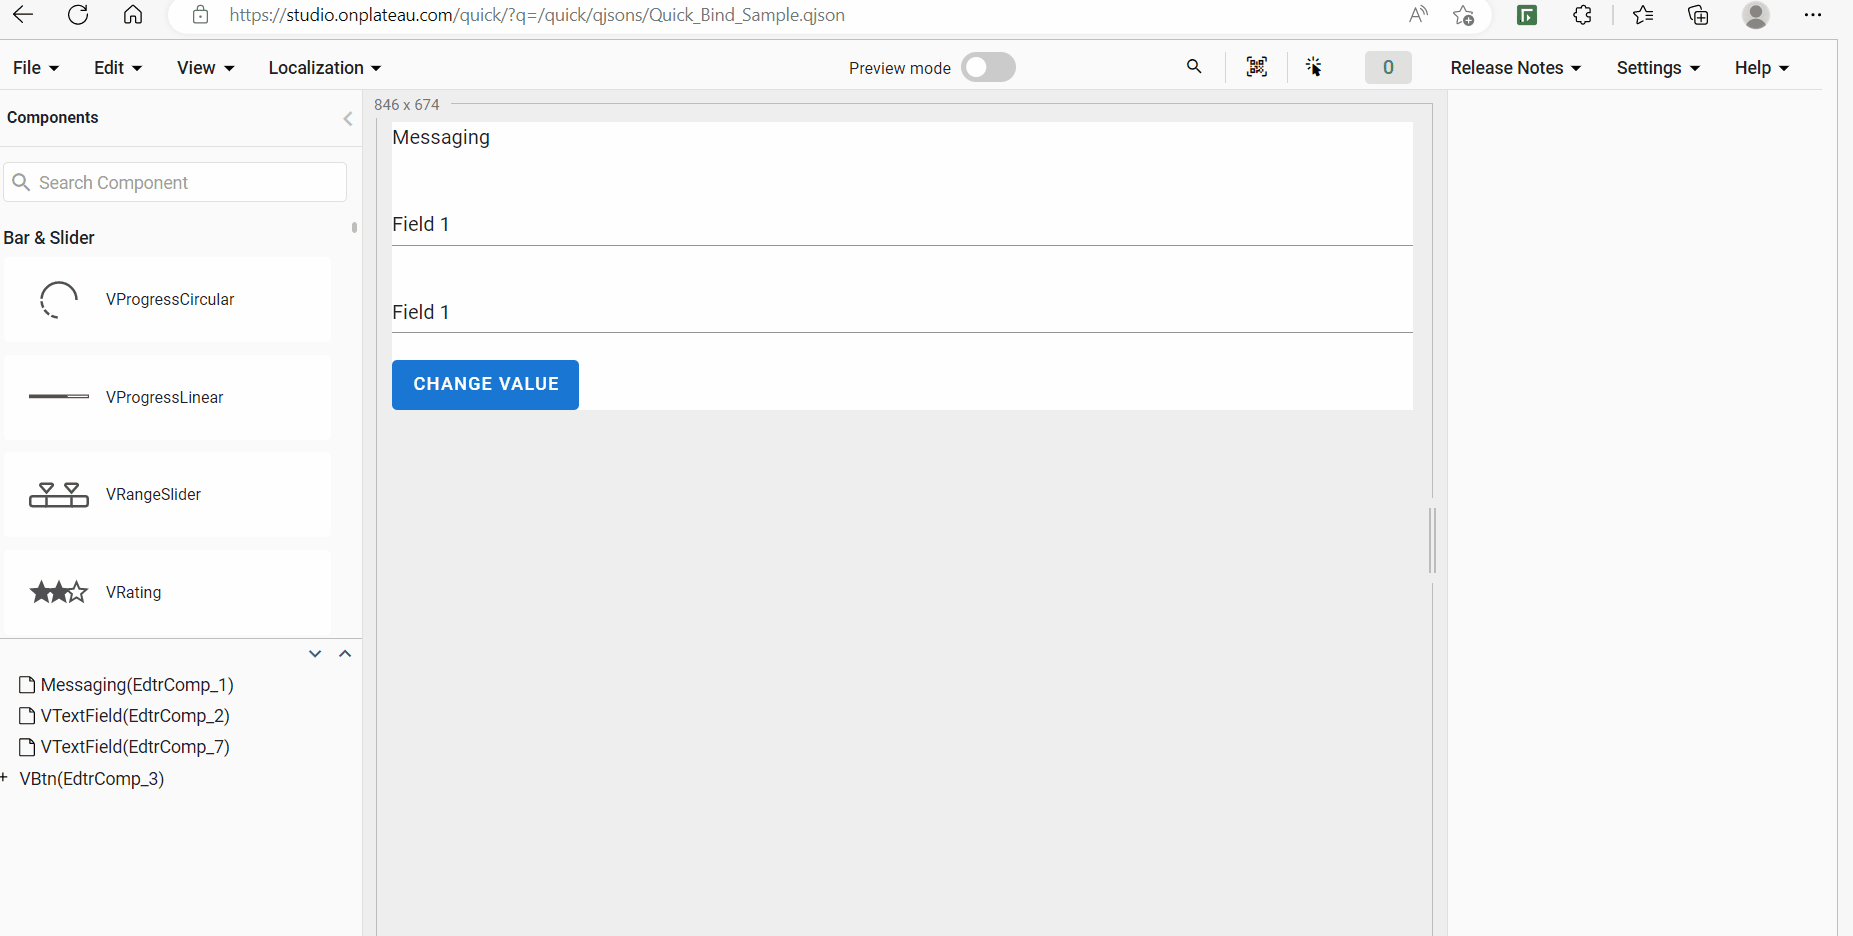 https://studio.onplateau.com/quick/?q=/quick/qjsons/Quick_Bind_Sample.qjson
File Edit View Localization Preview mode 0 Release Notes Settings Help
Components
846 x 674
Messaging
Search Component
Field 1
Bar & Slider
VProgressCircular
Field 1
CHANGE VALUE
VProgressLinear
VRangeSlider
VRating
Messaging(EdtrComp_1)
VTextField(EdtrComp_2)
VTextField(EdtrComp_7)
+ VBtn(EdtrComp_3)